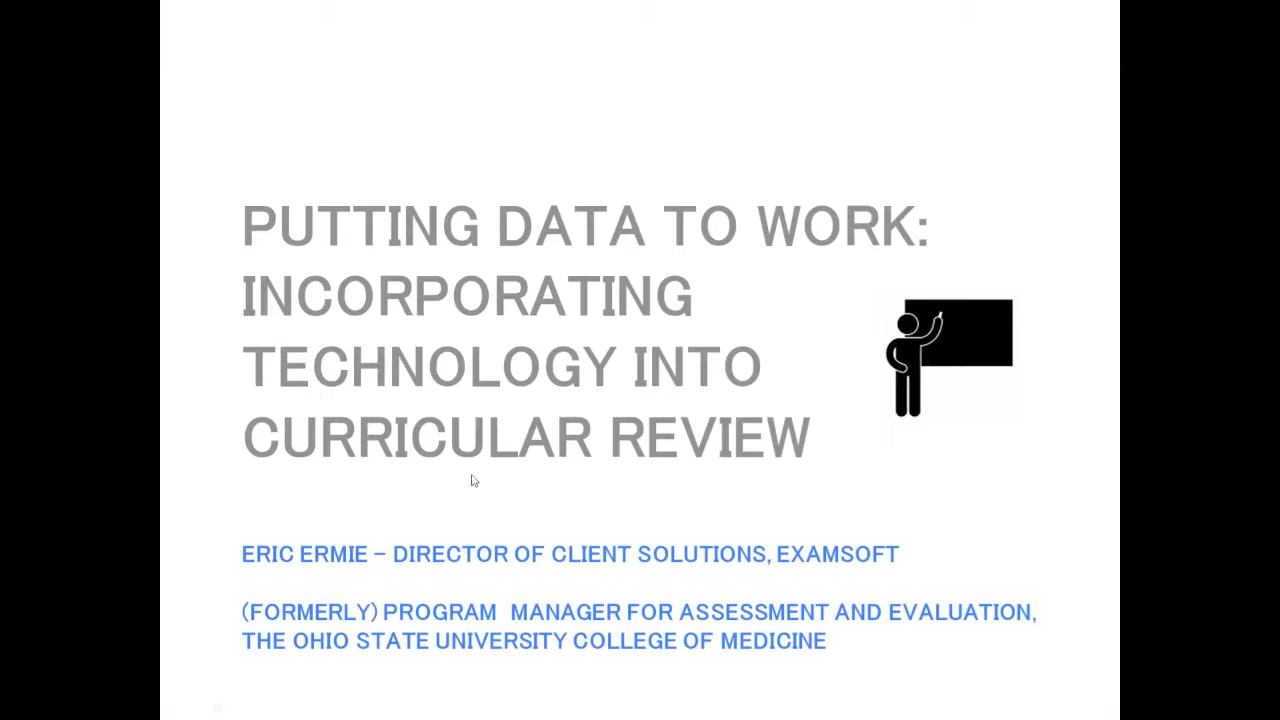 PUTTING DATA TO WORK:
INCORPORATING
TECHNOLOGY INTO
CURRICULAR REVIEW
ERIC ERMIE – DIRECTOR OF CLIENT SOLUTIONS, EXAMSOFT
(FORMERLY) PROGRAM MANAGER FOR ASSESSMENT AND EVALUATION,
THE OHIO STATE UNIVERSITY COLLEGE OF MEDICINE